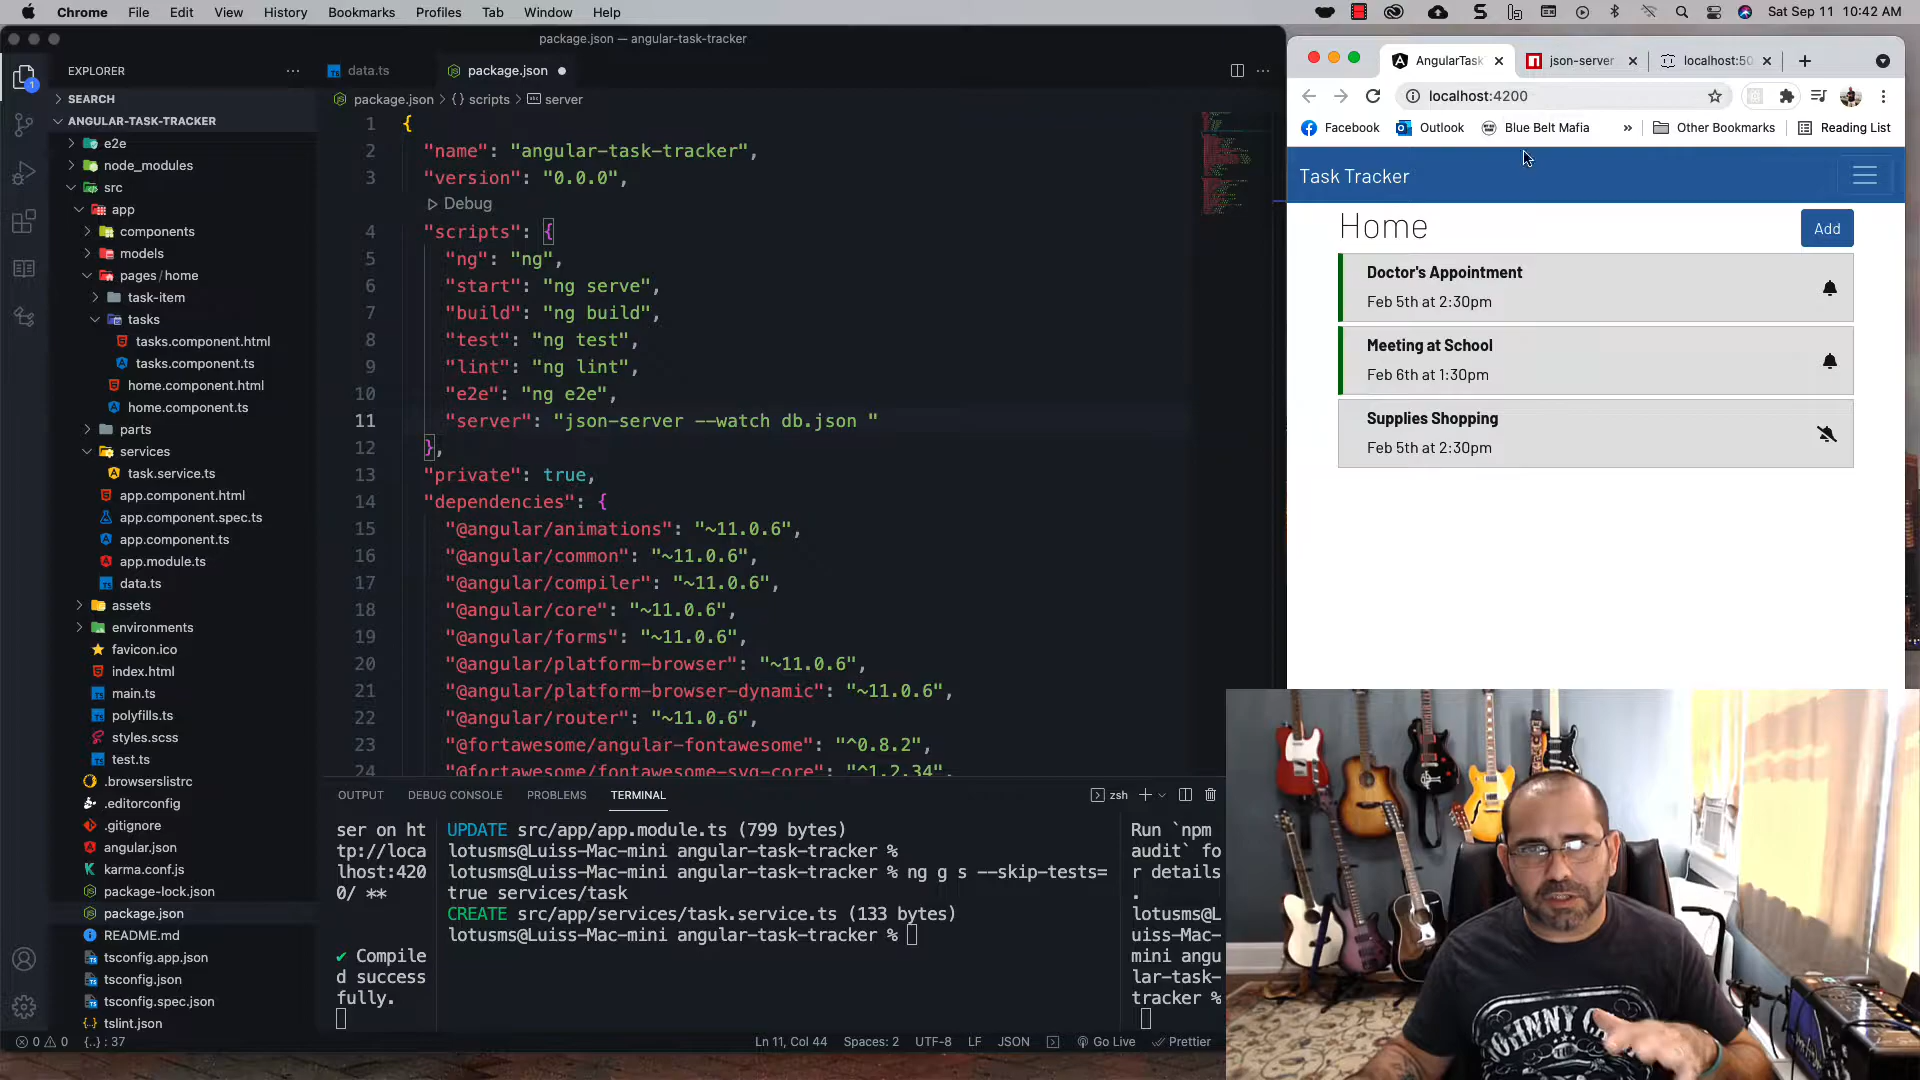 Chrome File Edit View History Bookmarks Profiles Tab Window Help Sat Sep 11 10:42 AM
package.json — angular-task-tracker
EXPLORER
SEARCH
ANGULAR-TASK-TRACKER
e2e
node_modules
src
app
components
models
pages/home
task-item
tasks
tasks.component.html
tasks.component.ts
home.component.html
home.component.ts
parts
services
task.service.ts
app.component.html
app.component.spec.ts
app.component.ts
app.module.ts
data.ts
assets
environments
favicon.ico
index.html
main.ts
polyfills.ts
styles.scss
test.ts
.browserslistrc
.editorconfig
.gitignore
angular.json
karma.conf.js
package-lock.json
package.json
README.md
tsconfig.app.json
tsconfig.json
tsconfig.spec.json
tslint.json
data.ts package.json
package.json > {} scripts > server
1 {
2 "name": "angular-task-tracker",
3 "version": "0.0.0",
Debug
4 "scripts": {
5 "ng": "ng",
6 "start": "ng serve",
7 "build": "ng build",
8 "test": "ng test",
9 "lint": "ng lint",
10 "e2e": "ng e2e",
11 "server": "json-server --watch db.json "
12 },
13 "private": true,
14 "dependencies": {
15 "@angular/animations": "~11.0.6",
16 "@angular/common": "~11.0.6",
17 "@angular/compiler": "~11.0.6",
18 "@angular/core": "~11.0.6",
19 "@angular/forms": "~11.0.6",
20 "@angular/platform-browser": "~11.0.6",
21 "@angular/platform-browser-dynamic": "~11.0.6",
22 "@angular/router": "~11.0.6",
23 "@fortawesome/angular-fontawesome": "^0.8.2",
24 "@fortawesome/fontawesome-svg-core": "^1.2.34",
OUTPUT DEBUG CONSOLE PROBLEMS TERMINAL zsh
ser on ht
tp://loca
lhost:420
0/ **
✔ Compile
d success
fully.
UPDATE src/app/app.module.ts (799 bytes)
lotusms@Luiss-Mac-mini angular-task-tracker %
lotusms@Luiss-Mac-mini angular-task-tracker % ng g s --skip-tests=
true services/task
CREATE src/app/services/task.service.ts (133 bytes)
lotusms@Luiss-Mac-mini angular-task-tracker %
Run `npm
audit` fo
r details
.
lotusms@L
uiss-Mac-
mini angu
lar-task-
tracker %
0 0 {..} : 37 Ln 11, Col 44 Spaces: 2 UTF-8 LF JSON Go Live Prettier
AngularTask json-server localhost:50
localhost:4200
Facebook Outlook Blue Belt Mafia » Other Bookmarks Reading List
Task Tracker
Home Add
Doctor's Appointment
Feb 5th at 2:30pm
Meeting at School
Feb 6th at 1:30pm
Supplies Shopping
Feb 5th at 2:30pm